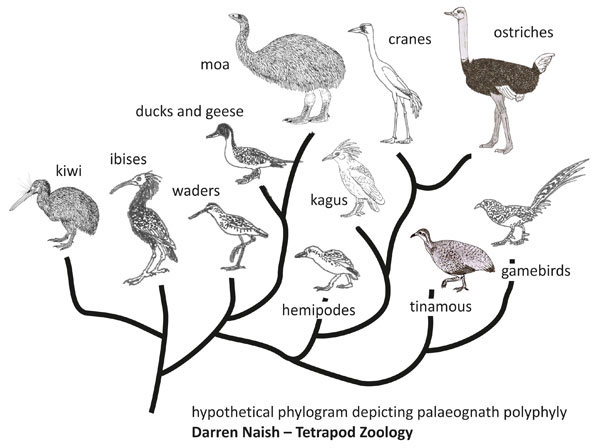 moa
cranes
ostriches
ducks and geese
kiwi
ibises
waders
kagus
hemipodes
tinamous
gamebirds
hypothetical phylogram depicting palaeognath polyphyly
Darren Naish – Tetrapod Zoology